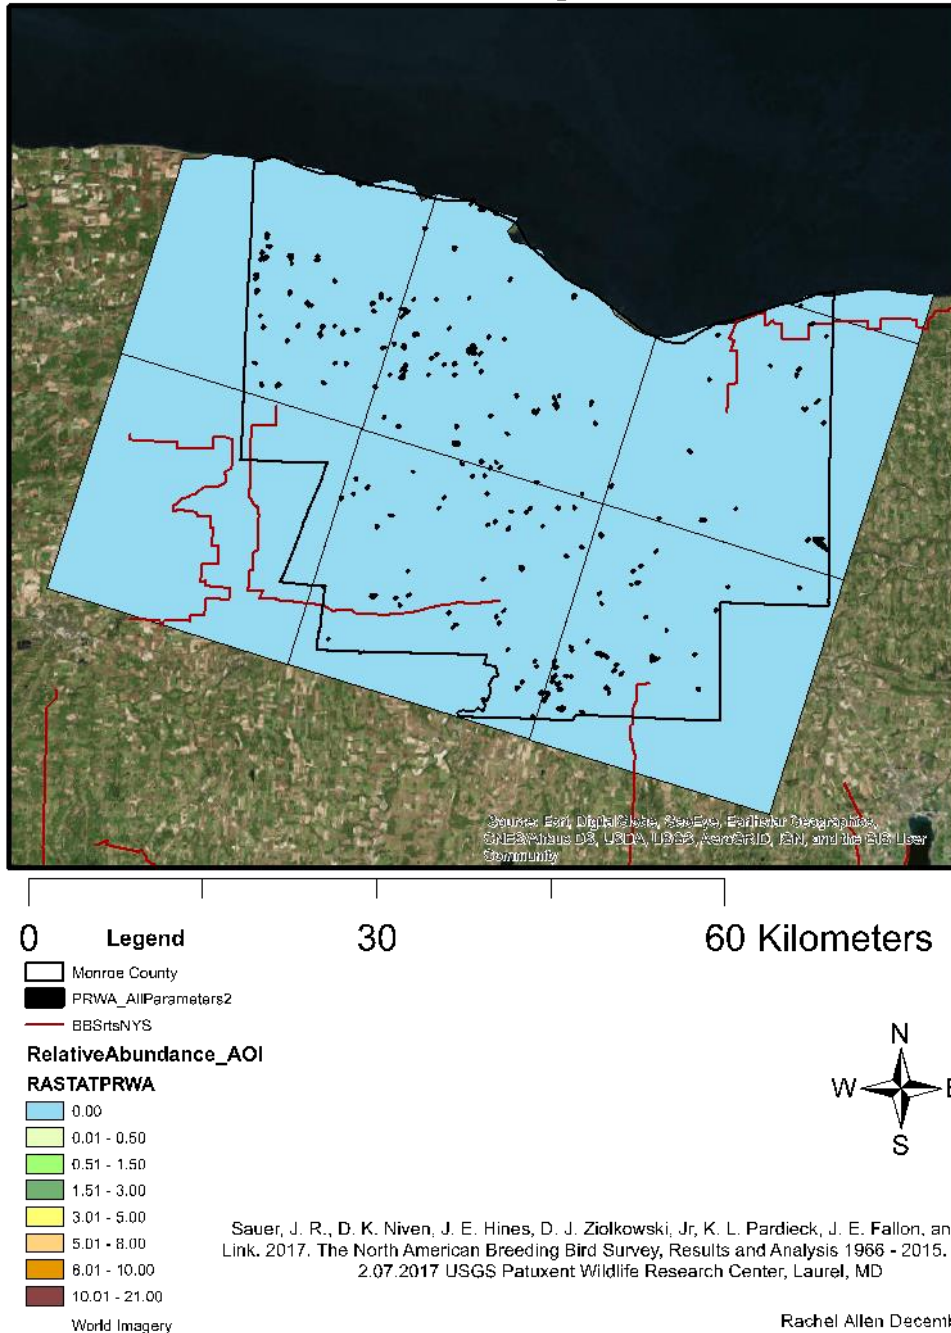 Source: Esri, DigitalGlobe, GeoEye, Earthstar Geographics,
CNES/Airbus DS, USDA, USGS, AeroGRID, IGN, and the GIS User
Community
0 30 60 Kilometers
Legend
Monroe County
PRWA_AllParameters2
BBSrtsNYS
RelativeAbundance_AOI
RASTATPRWA
0.00
0.01 - 0.50
0.51 - 1.50
1.51 - 3.00
3.01 - 5.00
5.01 - 8.00
6.01 - 10.00
10.01 - 21.00
World Imagery
N
W E
S
Sauer, J. R., D. K. Niven, J. E. Hines, D. J. Ziolkowski, Jr, K. L. Pardieck, J. E. Fallon, an
Link. 2017. The North American Breeding Bird Survey, Results and Analysis 1966 - 2015.
2.07.2017 USGS Patuxent Wildlife Research Center, Laurel, MD
Rachel Allen Decem